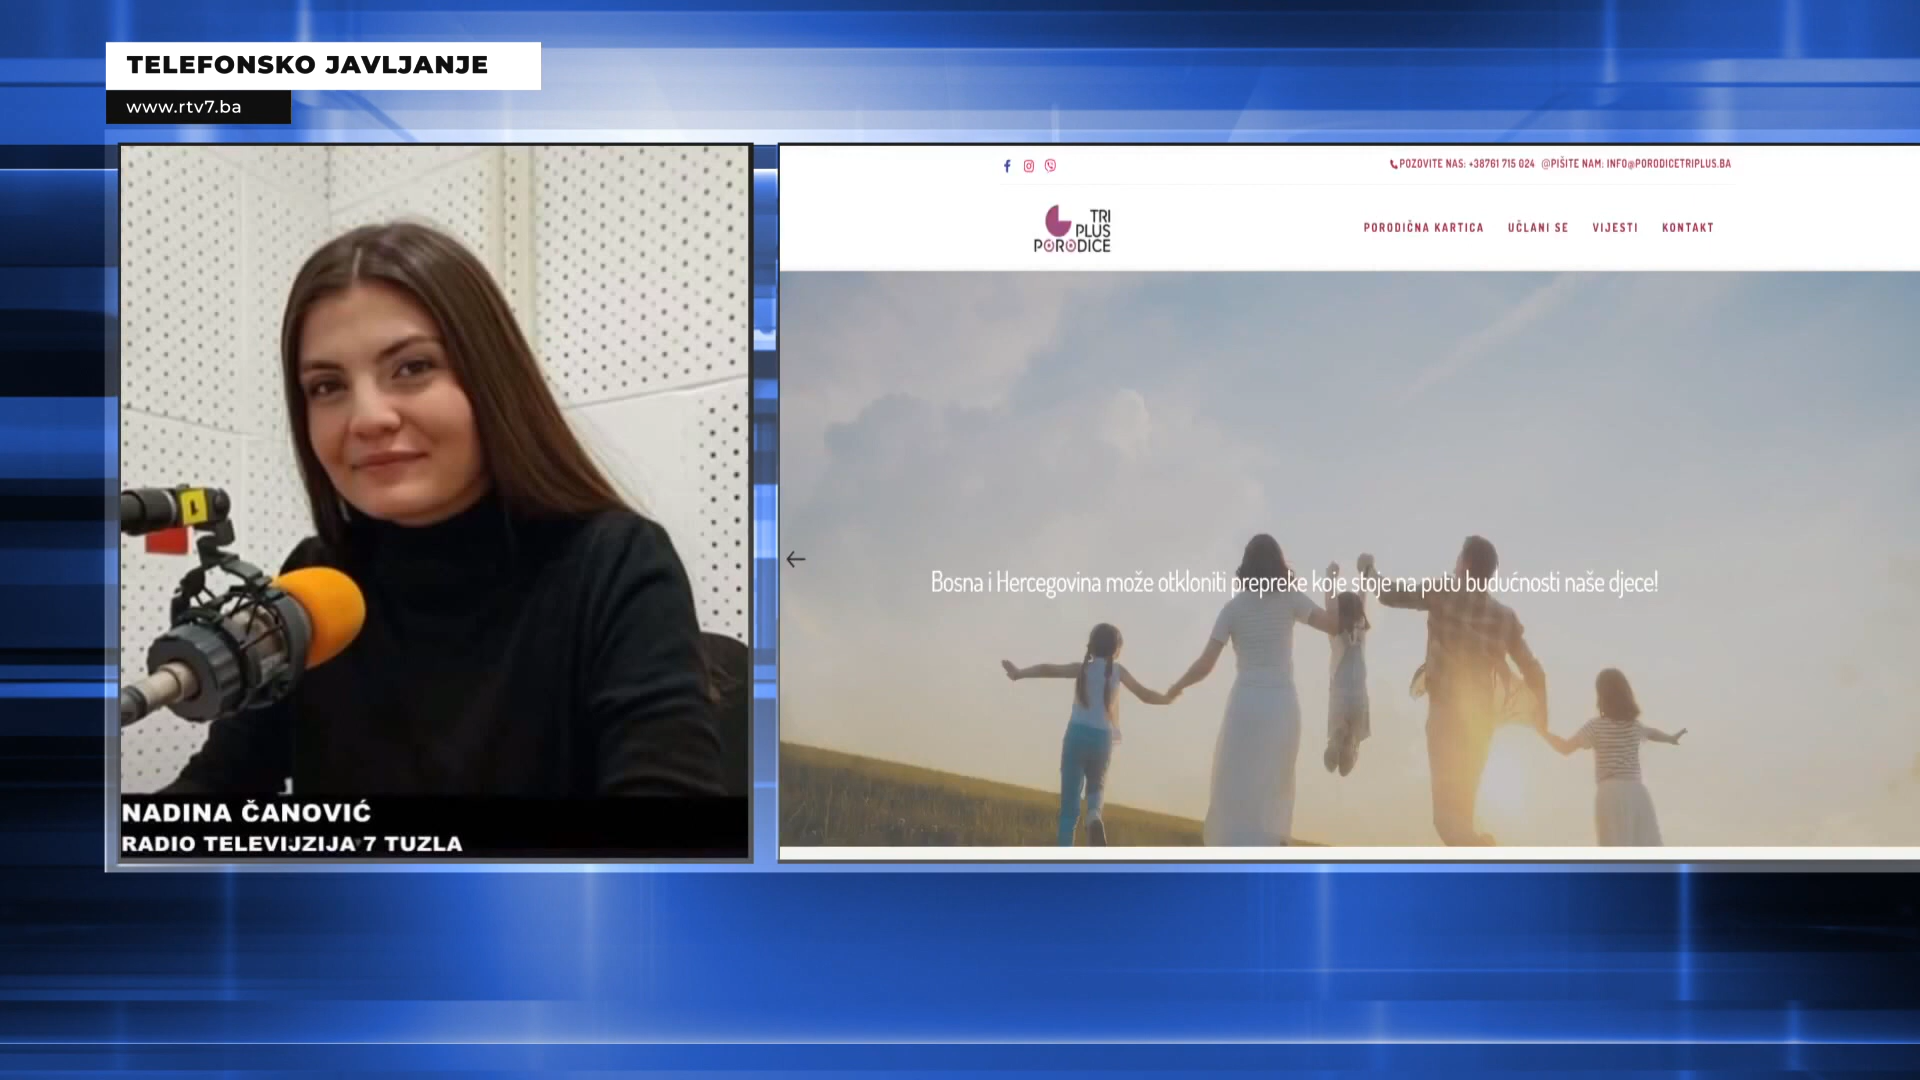 TELEFONSKO JAVLJANJE
www.rtv7.ba
POZOVITE NAS: +38761 715 024 @PIŠITE NAM: INFO@PORODICETRIPLUS.BA
TRI
PLUS
PORODICE
PORODIČNA KARTICA UČLANI SE VIJESTI KONTAKT
Bosna i Hercegovina može otkloniti prepreke koje stoje na putu budućnosti naše djece!
NADINA ČANOVIĆ
RADIO TELEVIJZIJA 7 TUZLA